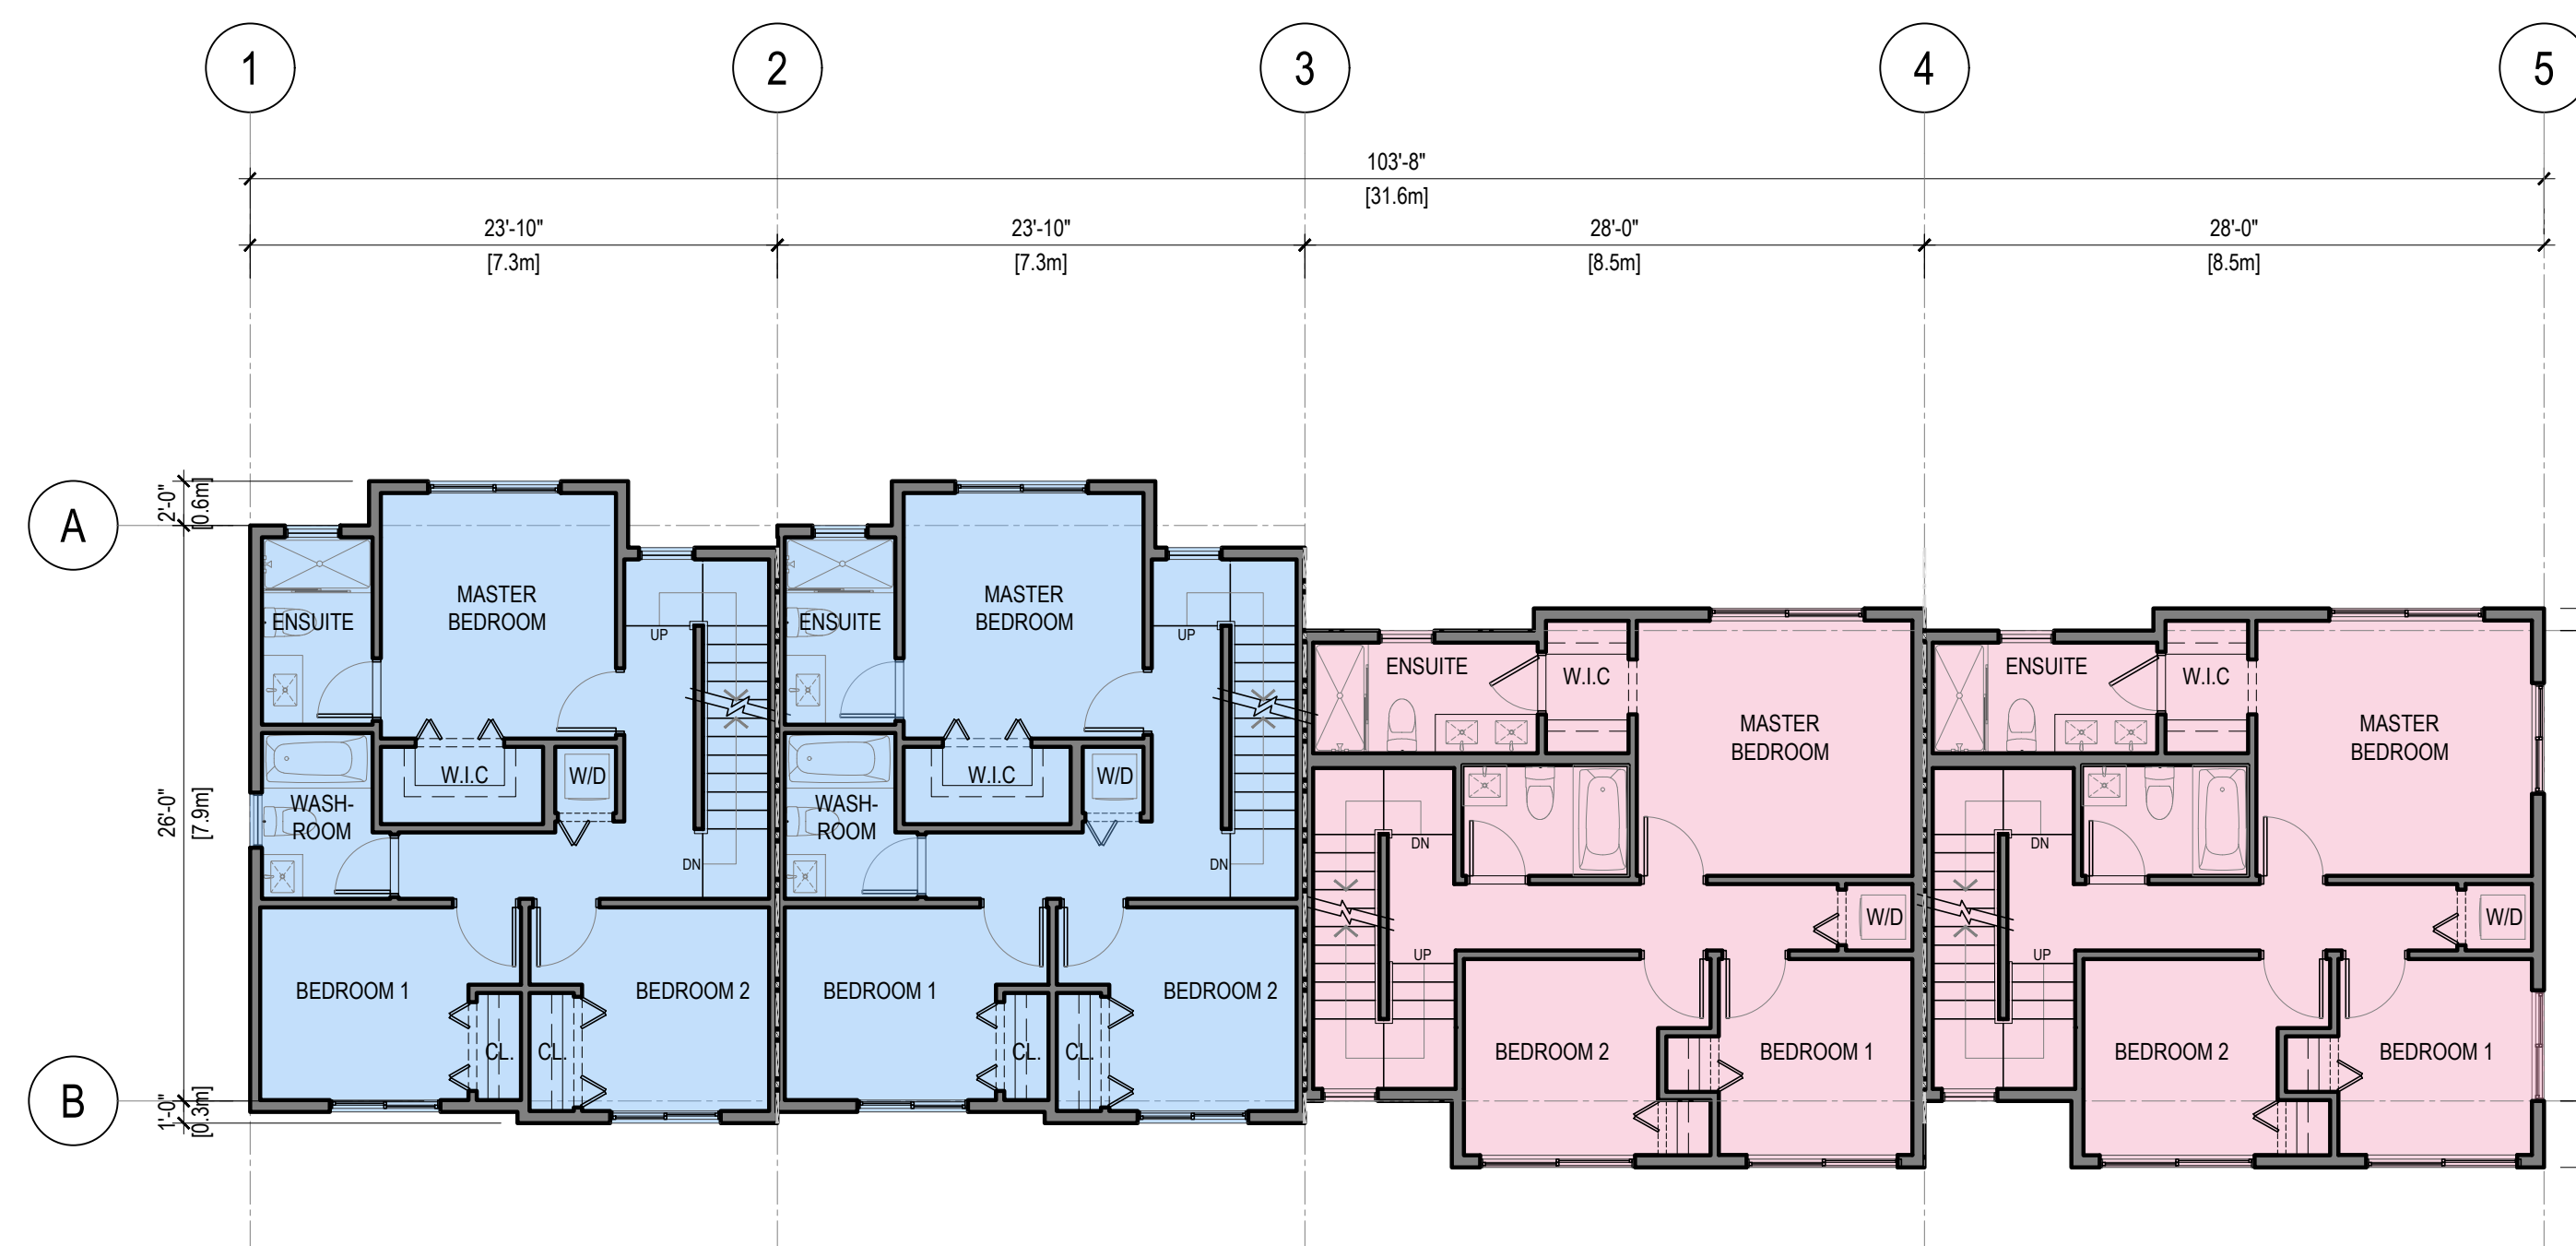 1
2
3
4
5
103'-8"
[31.6m]
23'-10"
23'-10"
28'-0"
28'-0"
[7.3m]
[7.3m]
[8.5m]
[8.5m]
A
2'-0"
[0.6m]
26'-0"
[7.9m]
B
1'-0"
[0.3m]
MASTER
BEDROOM
ENSUITE
UP
W.I.C
W/D
WASH-
ROOM
DN
BEDROOM 1
BEDROOM 2
CL.
CL.
MASTER
BEDROOM
ENSUITE
UP
W.I.C
W/D
WASH-
ROOM
DN
BEDROOM 1
BEDROOM 2
CL.
CL.
ENSUITE
W.I.C
MASTER
BEDROOM
DN
W/D
UP
BEDROOM 2
BEDROOM 1
ENSUITE
W.I.C
MASTER
BEDROOM
DN
W/D
UP
BEDROOM 2
BEDROOM 1